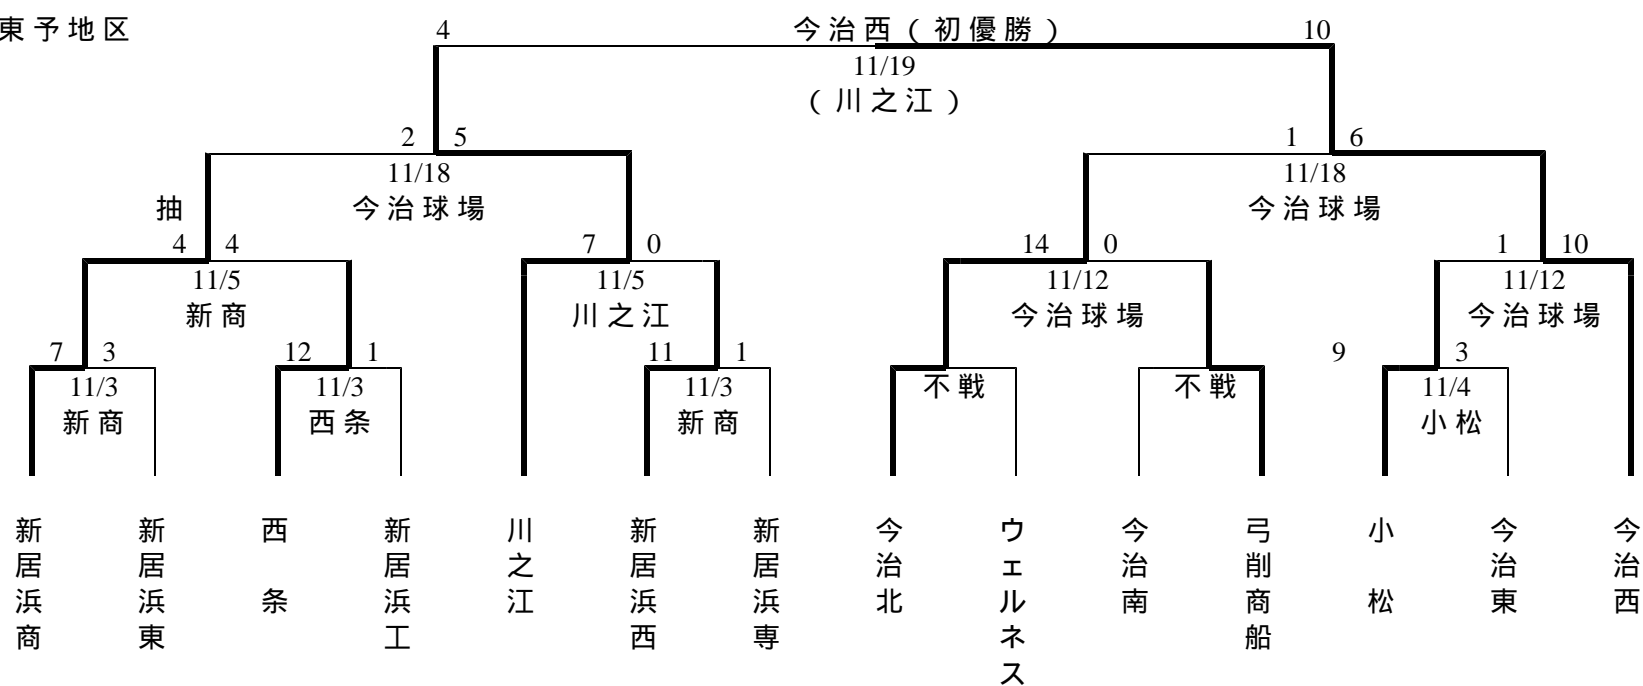 東予地区
4 今治西(初優勝) 10
11/19
(川之江)
2 5 1 6
11/18 11/18
抽 今治球場 今治球場
4 4 7 0 14 0 1 10
11/5 11/5 11/12 11/12
新商 川之江 今治球場 今治球場
7 3 12 1 11 1 9 3
11/3 11/3 11/3 不戦 不戦 11/4
新商 西条 新商 小松
新居浜商
新居浜東
西条
新居浜工
川之江
新居浜西
新居浜専
今治北
ウェルネス
今治南
弓削商船
小松
今治東
今治西